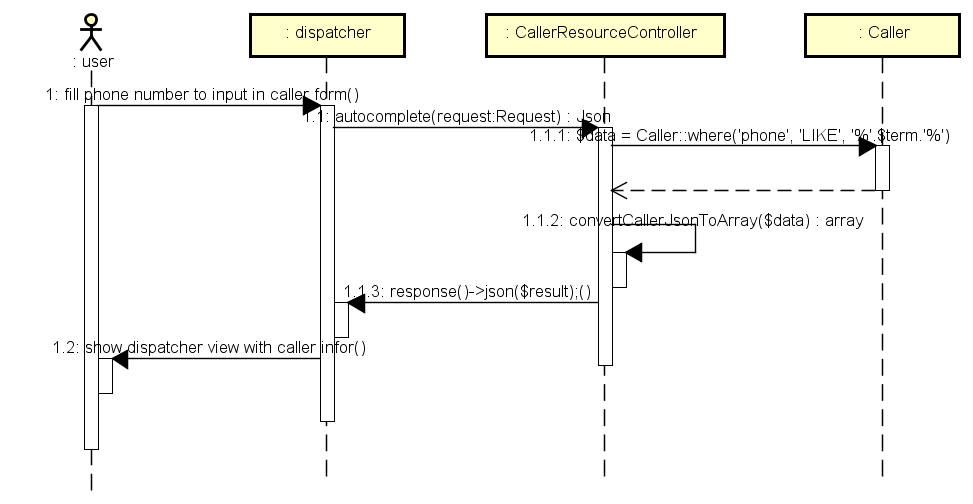 : user
: dispatcher
: CallerResourceController
: Caller
1: fill phone number to input in caller form()
1.1: autocomplete(request:Request) : Json
1.1.1: $data = Caller::where('phone', 'LIKE', '%'.$term.'%')
1.1.2: convertCallerJsonToArray($data) : array
1.1.3: response()->json($result);()
1.2: show dispatcher view with caller infor()